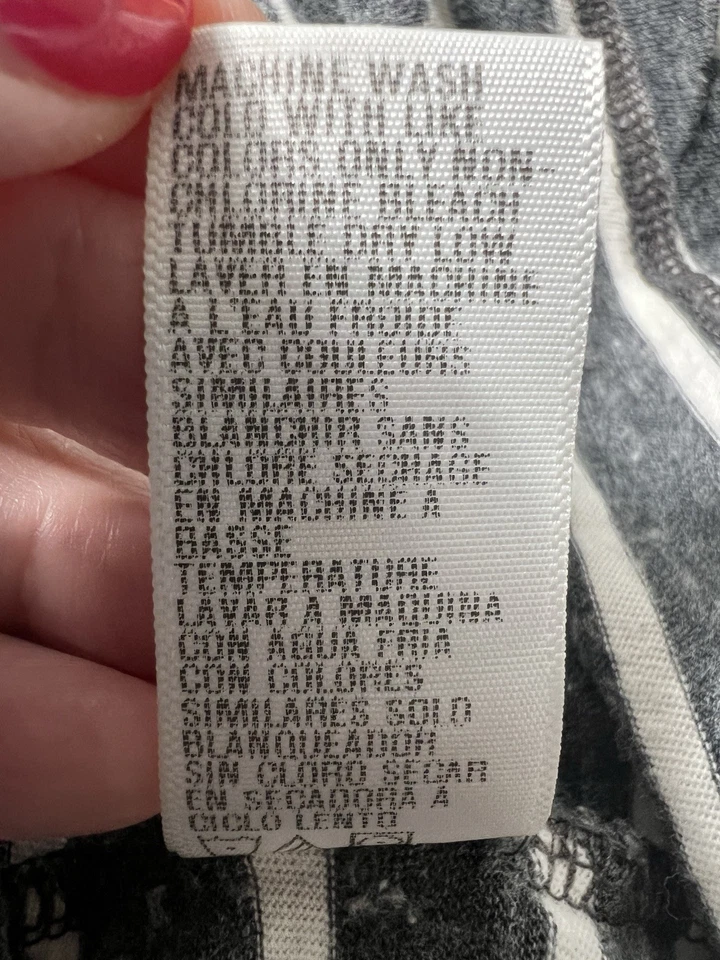 MACHINE WASH
COLD WITH LIKE
COLORS ONLY NON-
CHLORINE BLEACH
TUMBLE DRY LOW
LAVER EN MACHINE
A L'EAU FROIDE
AVEC COULEURS
SIMILAIRES
BLANCHIR SANS
CHLORE SECHAGE
EN MACHINE A
BASSE
TEMPERATURE
LAVAR A MAQUINA
CON AGUA FRIA
CON COLORES
SIMILARES SOLO
BLANQUEADOR
SIN CLORO SECAR
EN SECADORA A
CICLO LENTO